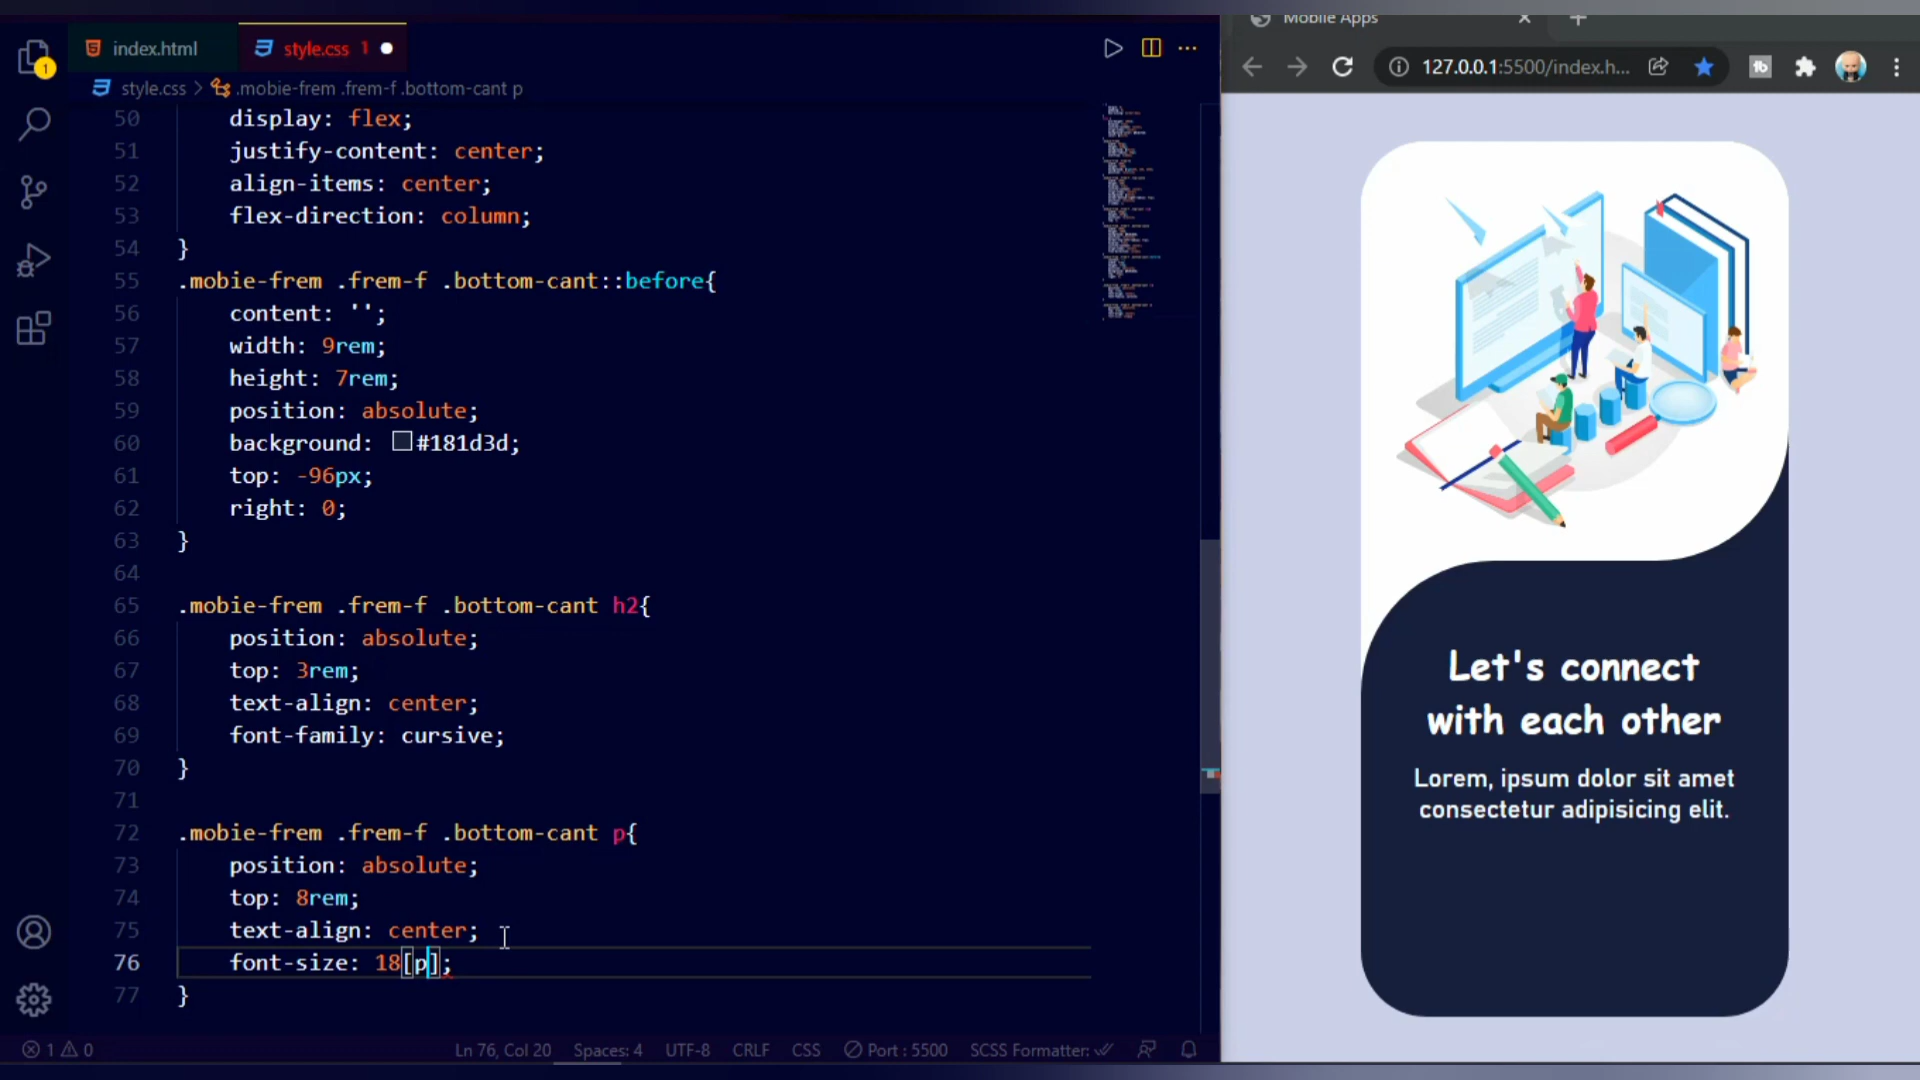 index.html
style.css 1
style.css > .mobie-frem .frem-f .bottom-cant p
50 display: flex;
51 justify-content: center;
52 align-items: center;
53 flex-direction: column;
54 }
55 .mobie-frem .frem-f .bottom-cant::before{
56 content: '';
57 width: 9rem;
58 height: 7rem;
59 position: absolute;
60 background: #181d3d;
61 top: -96px;
62 right: 0;
63 }
64
65 .mobie-frem .frem-f .bottom-cant h2{
66 position: absolute;
67 top: 3rem;
68 text-align: center;
69 font-family: cursive;
70 }
71
72 .mobie-frem .frem-f .bottom-cant p{
73 position: absolute;
74 top: 8rem;
75 text-align: center;
76 font-size: 18[p];
77 }
1
1 0
Ln 76, Col 20 Spaces: 4 UTF-8 CRLF CSS Port : 5500 SCSS Formatter:
Mobile Apps
127.0.0.1:5500/index.h...
Let's connect
with each other
Lorem, ipsum dolor sit amet
consectetur adipisicing elit.